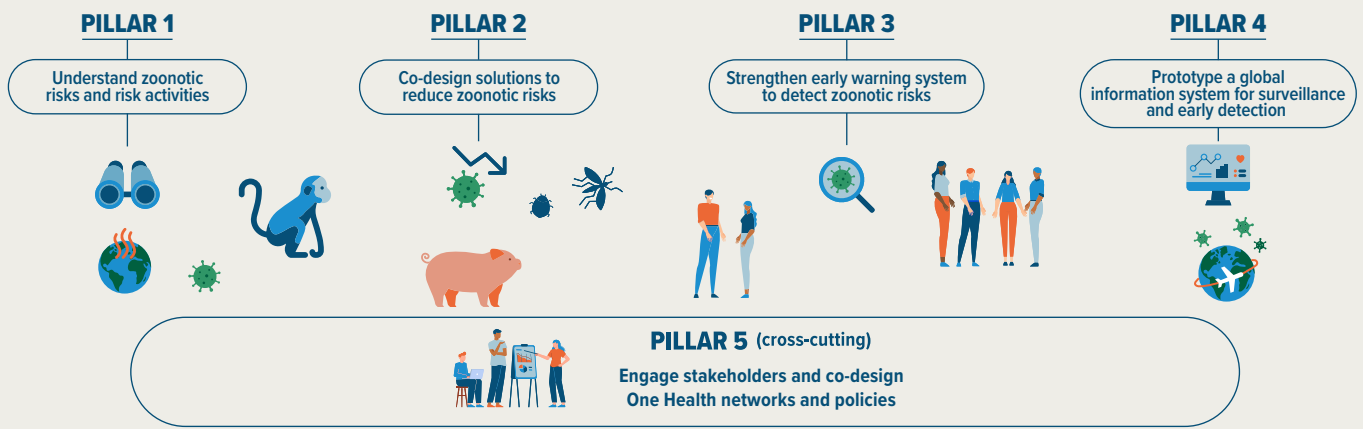 PILLAR 1
Understand zoonotic
risks and risk activities
PILLAR 2
Co-design solutions to
reduce zoonotic risks
PILLAR 3
Strengthen early warning system
to detect zoonotic risks
PILLAR 4
Prototype a global
information system for surveillance
and early detection
PILLAR 5 (cross-cutting)
Engage stakeholders and co-design
One Health networks and policies